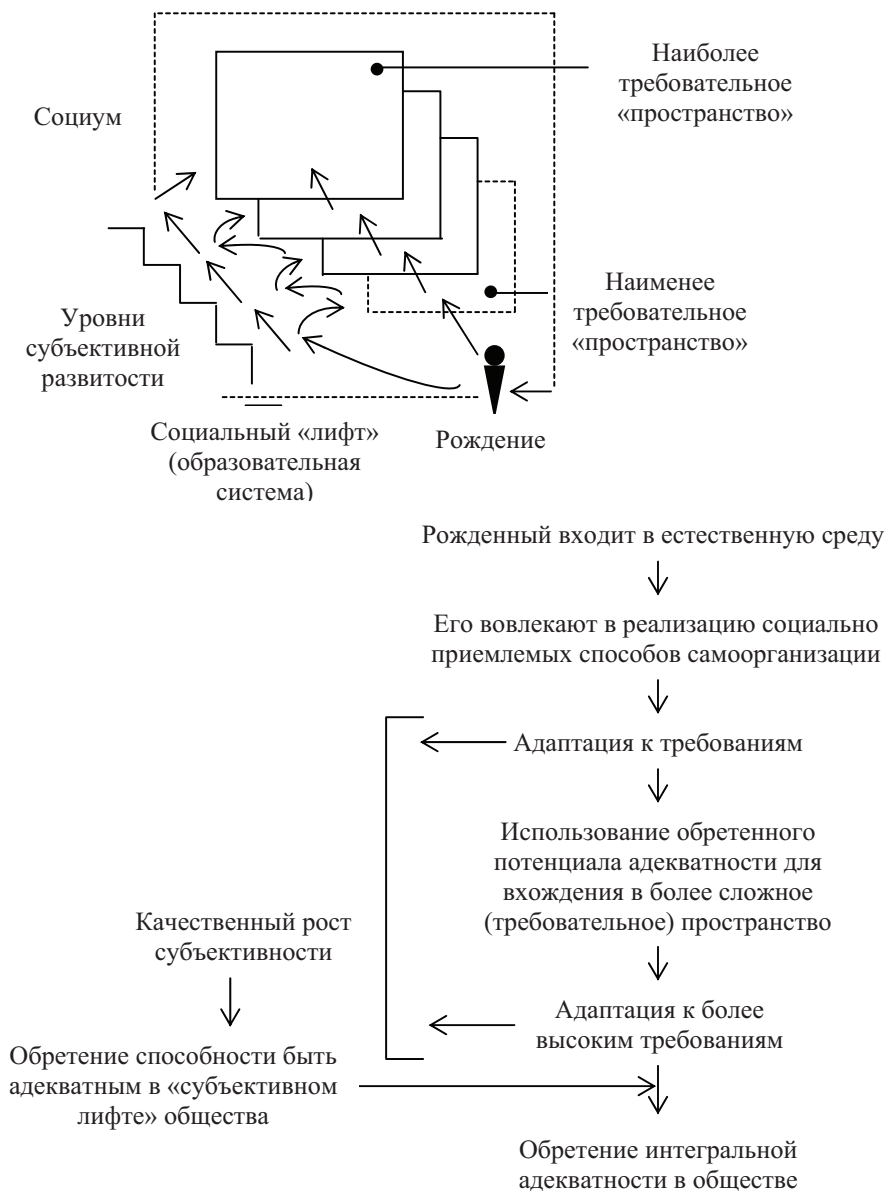 Наиболее
требовательное
«пространство»
Социум
Наименее
требовательное
«пространство»
Уровни
субъективной
развитости
Социальный «лифт»
(образовательная
система)
Рождение
Рожденный входит в естественную среду
Его вовлекают в реализацию социально
приемлемых способов самоорганизации
Адаптация к требованиям
Использование обретенного
потенциала адекватности для
вхождения в более сложное
(требовательное) пространство
Качественный рост
субъективности
Адаптация к более
высоким требованиям
Обретение способности быть
адекватным в «субъективном
лифте» общества
Обретение интегральной
адекватности в обществе